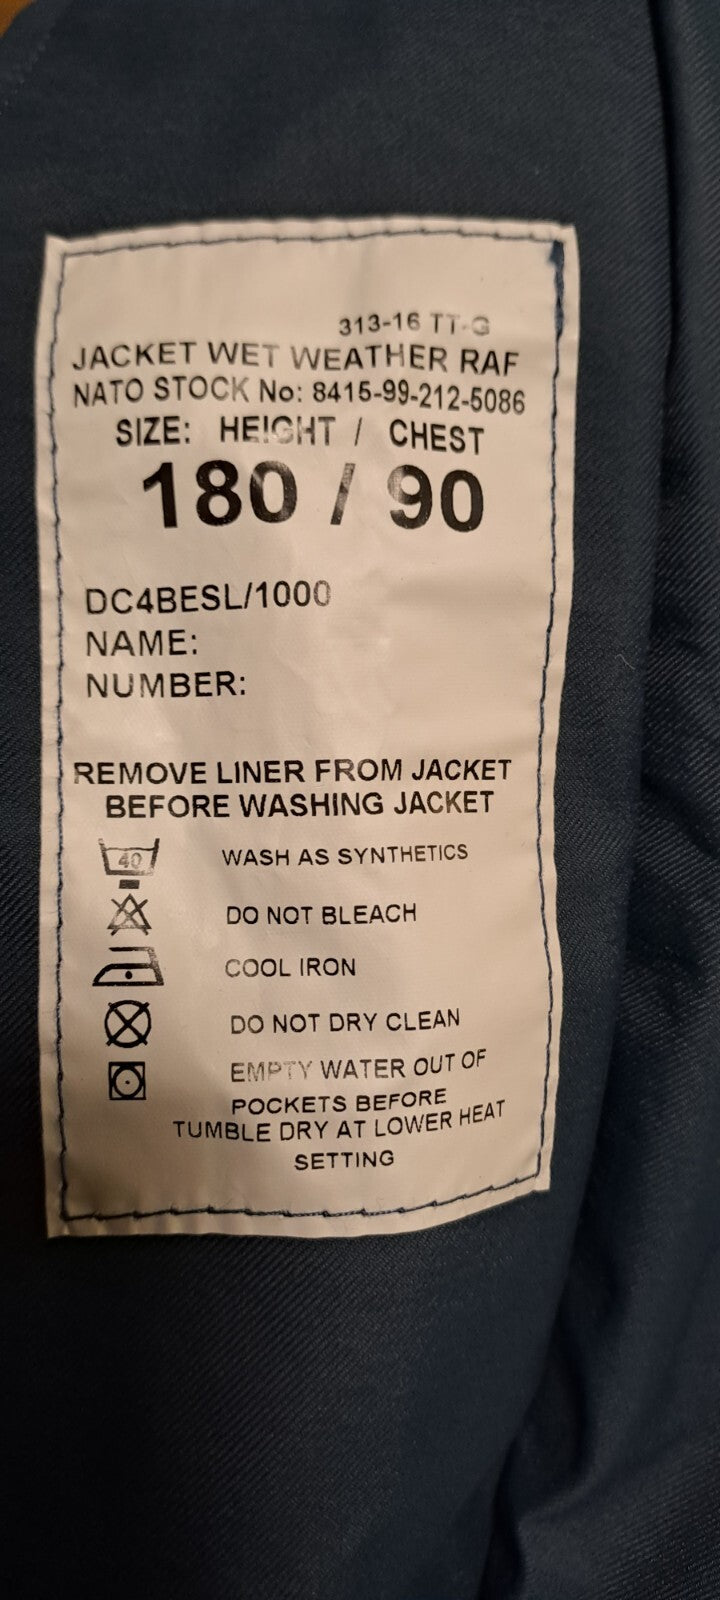 313-16 TT-G
JACKET WET WEATHER RAF
NATO STOCK No: 8415-99-212-5086
SIZE: HEIGHT / CHEST
180 / 90
DC4BESL/1000
NAME:
NUMBER:
REMOVE LINER FROM JACKET
BEFORE WASHING JACKET
40 WASH AS SYNTHETICS
DO NOT BLEACH
COOL IRON
DO NOT DRY CLEAN
EMPTY WATER OUT OF
POCKETS BEFORE
TUMBLE DRY AT LOWER HEAT
SETTING